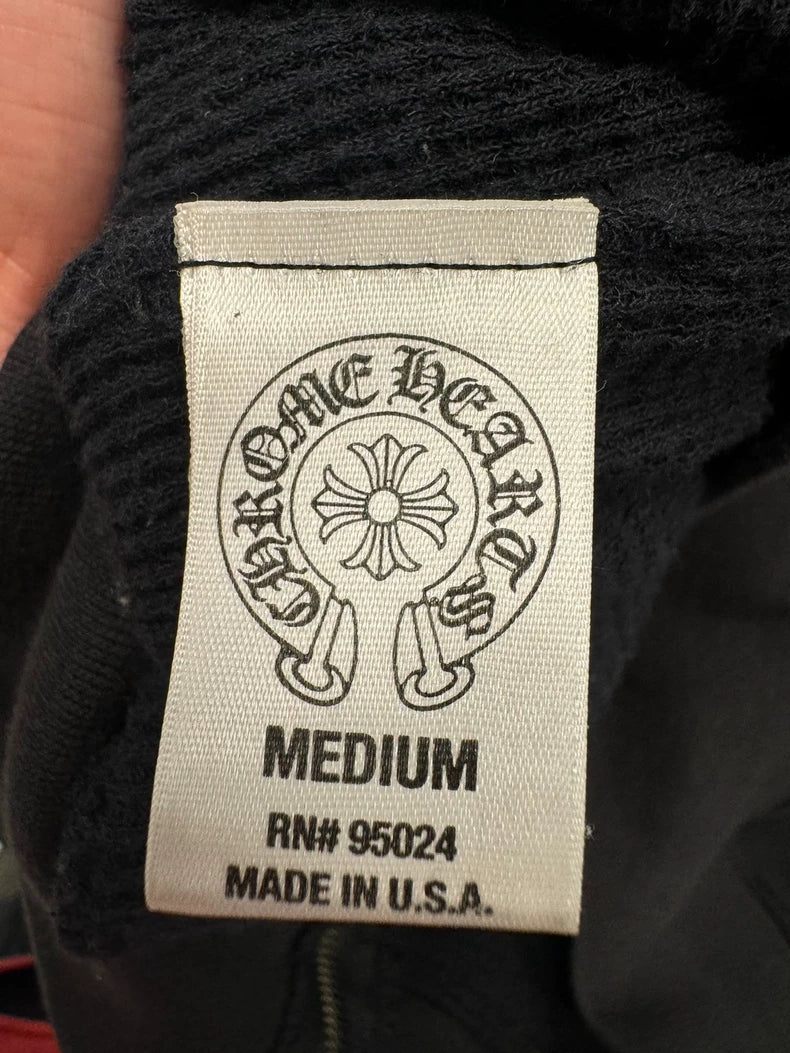 CHROME HEARTS
MEDIUM
RN# 95024
MADE IN U.S.A.